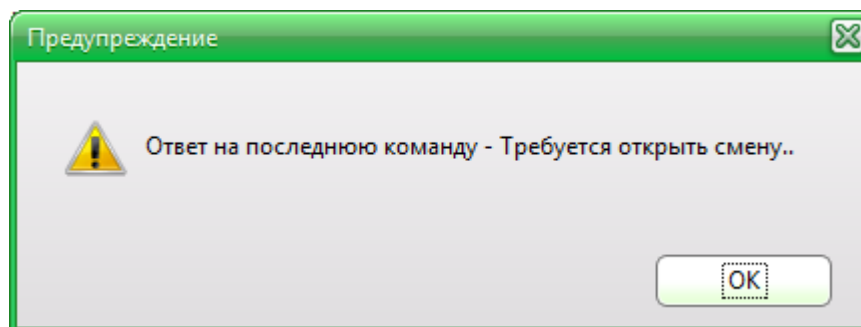 Предупреждение
Ответ на последнюю команду - Требуется открыть смену..
OK